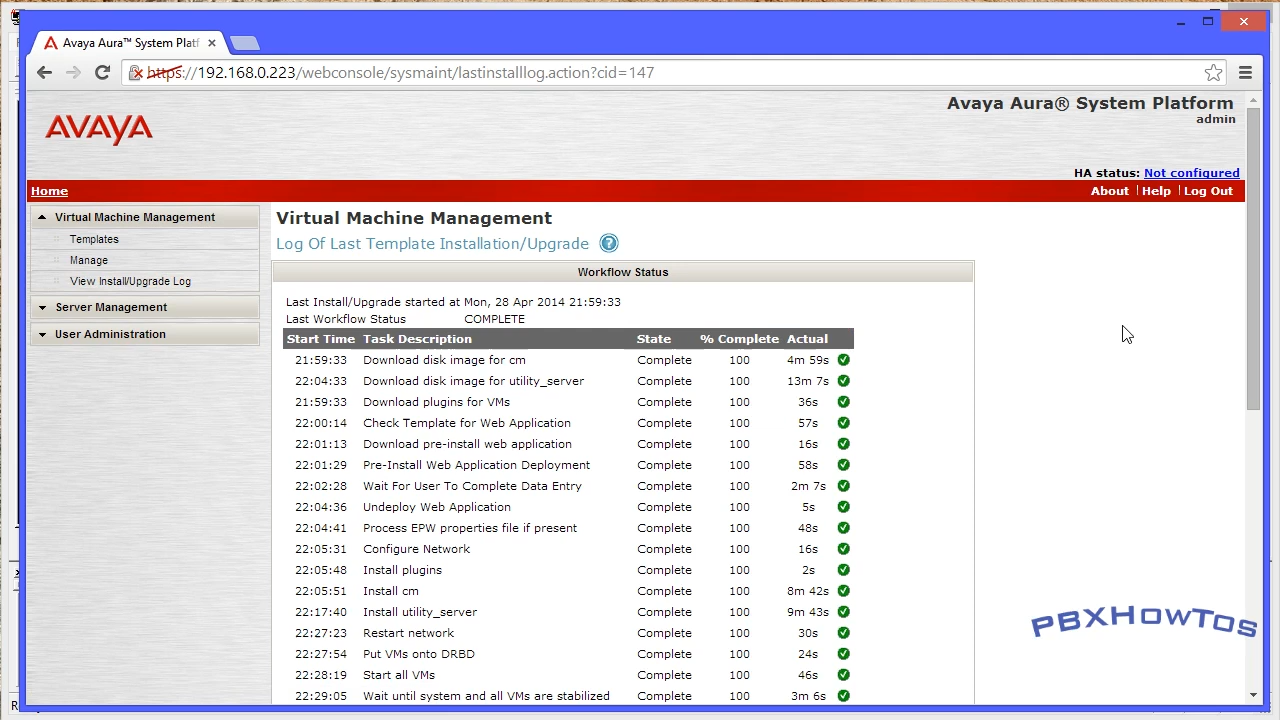 Avaya Aura™ System Platf
https://192.168.0.223/webconsole/sysmaint/lastinstalllog.action?cid=147
AVAYA
Avaya Aura® System Platform
admin
HA status: Not configured
Home
About Help Log Out
Virtual Machine Management
Templates
Manage
View Install/Upgrade Log
Server Management
User Administration
Virtual Machine Management
Log Of Last Template Installation/Upgrade ?
Workflow Status
Last Install/Upgrade started at Mon, 28 Apr 2014 21:59:33
Last Workflow Status COMPLETE
Start Time Task Description State % Complete Actual
21:59:33 Download disk image for cm Complete 100 4m 59s
22:04:33 Download disk image for utility_server Complete 100 13m 7s
21:59:33 Download plugins for VMs Complete 100 36s
22:00:14 Check Template for Web Application Complete 100 57s
22:01:13 Download pre-install web application Complete 100 16s
22:01:29 Pre-Install Web Application Deployment Complete 100 58s
22:02:28 Wait For User To Complete Data Entry Complete 100 2m 7s
22:04:36 Undeploy Web Application Complete 100 5s
22:04:41 Process EPW properties file if present Complete 100 48s
22:05:31 Configure Network Complete 100 16s
22:05:48 Install plugins Complete 100 2s
22:05:51 Install cm Complete 100 8m 42s
22:17:40 Install utility_server Complete 100 9m 43s
22:27:23 Restart network Complete 100 30s
22:27:54 Put VMs onto DRBD Complete 100 24s
22:28:19 Start all VMs Complete 100 46s
22:29:05 Wait until system and all VMs are stabilized Complete 100 3m 6s
PBXHowTos